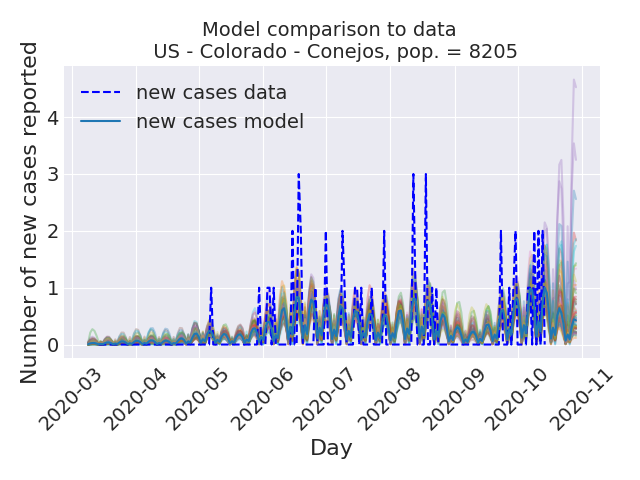 Model comparison to data
US - Colorado - Conejos, pop. = 8205
Number of new cases reported
new cases data
new cases model
4
3
2
1
0
2020-03
2020-04
2020-05
2020-06
2020-07
2020-08
2020-09
2020-10
2020-11
Day